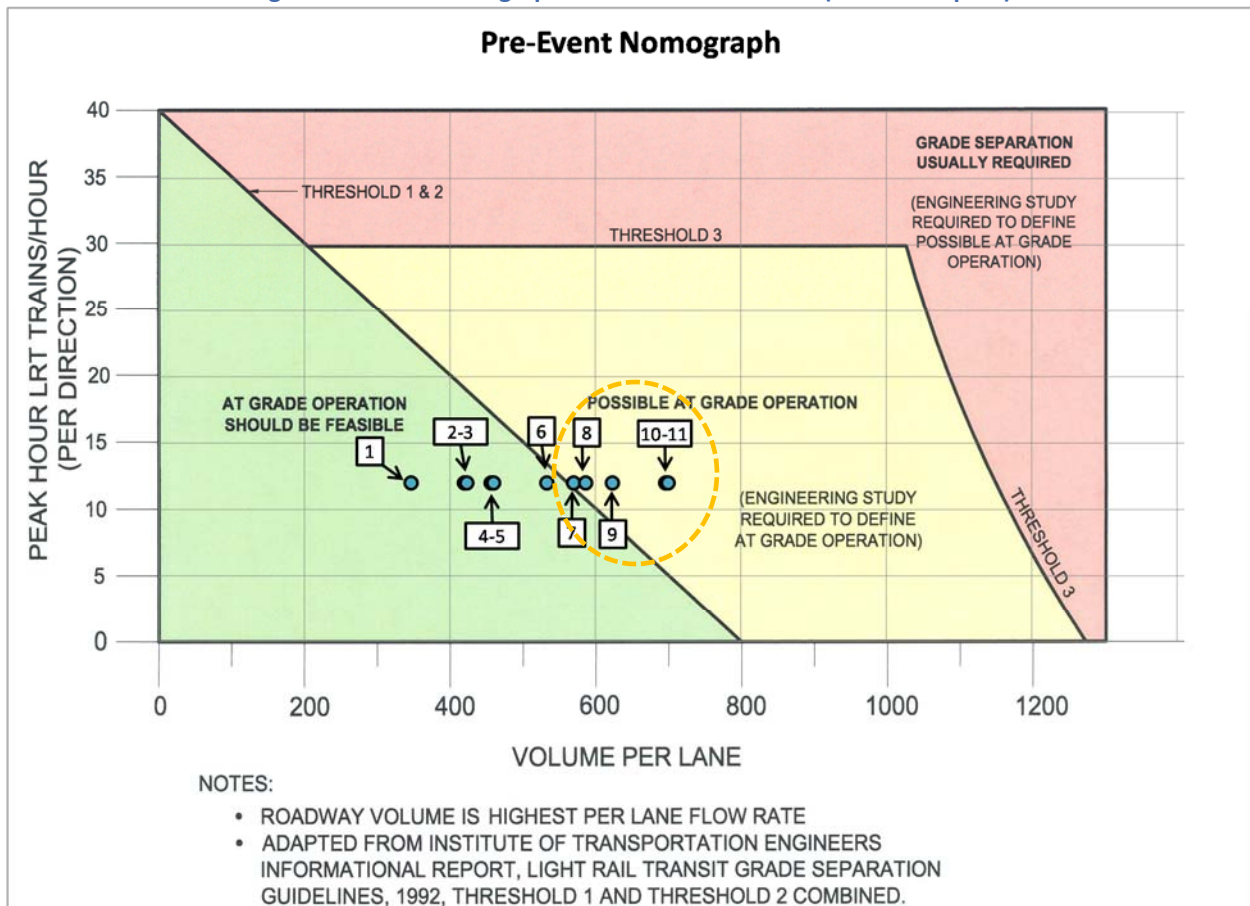 Pre-Event Nomograph
40
35
30
25
20
15
10
5
0
PEAK HOUR LRT TRAINS/HOUR
(PER DIRECTION)
GRADE SEPARATION
USUALLY REQUIRED
(ENGINEERING STUDY
REQUIRED TO DEFINE
POSSIBLE AT GRADE
OPERATION)
THRESHOLD 1 & 2
THRESHOLD 3
AT GRADE OPERATION
SHOULD BE FEASIBLE
POSSIBLE AT GRADE OPERATION
1
2-3
6
8
10-11
4-5
7
9
(ENGINEERING STUDY
REQUIRED TO DEFINE
AT GRADE OPERATION)
THRESHOLD 3
0
200
400
600
800
1000
1200
VOLUME PER LANE
NOTES:
• ROADWAY VOLUME IS HIGHEST PER LANE FLOW RATE
• ADAPTED FROM INSTITUTE OF TRANSPORTATION ENGINEERS
INFORMATIONAL REPORT, LIGHT RAIL TRANSIT GRADE SEPARATION
GUIDELINES, 1992, THRESHOLD 1 AND THRESHOLD 2 COMBINED.